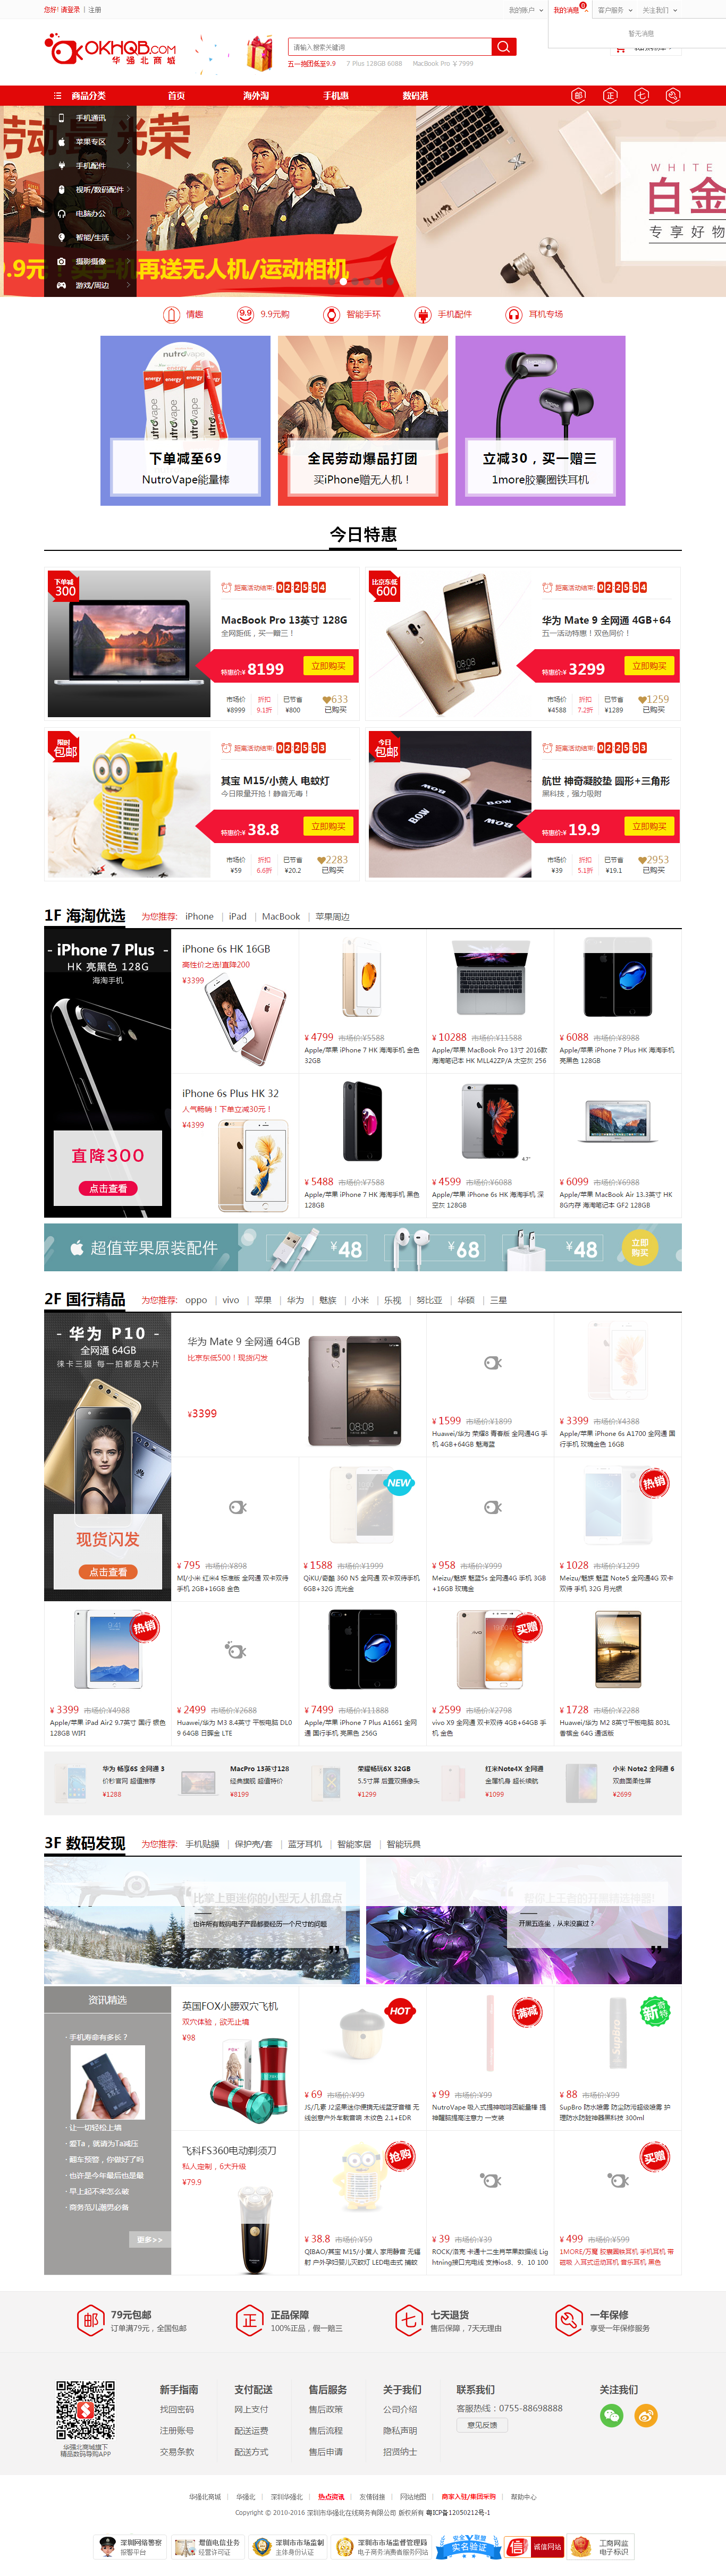 您好! 请登录 | 注册
我的账户
我的消息
0
客户服务
关注我们
暂无消息
OKHQB.COM
华强北商城
请输入搜索关键词
五一抢团低至9.9
7 Plus 128GB 6088
MacBook Pro ￥7999
商品分类
首页
海外淘
手机惠
数码港
邮
正
七
手机通讯
苹果专区
手机配件
视听/数码配件
电脑办公
智能/生活
摄影摄像
游戏/周边
劳动最光荣
WHITE
白金
专享好物
情趣
9.9元购
智能手环
手机配件
耳机专场
下单减至69
NutroVape能量棒
全民劳动爆品打团
买iPhone赠无人机！
立减30，买一赠三
1more胶囊圈铁耳机
今日特惠
下单减
300
距离活动结束: 02:25:54
MacBook Pro 13英寸 128G
全网距低，买一赠三！
特惠价:¥ 8199
立即购买
市场价 ¥8999
折扣 9.1折
已节省 ¥800
633 已购买
比京东低
600
距离活动结束: 02:25:54
华为 Mate 9 全网通 4GB+64
五一活动特惠！双色同价！
特惠价:¥ 3299
立即购买
市场价 ¥4588
折扣 7.2折
已节省 ¥1289
1259 已购买
限时
包邮
距离活动结束: 02:25:53
其宝 M15/小黄人 电蚊灯
今日限量开抢！静音无毒！
特惠价:¥ 38.8
立即购买
市场价 ¥59
折扣 6.6折
已节省 ¥20.2
2283 已购买
今日
包邮
距离活动结束: 02:25:53
航世 神奇凝胶垫 圆形+三角形
黑科技，强力吸附
特惠价:¥ 19.9
立即购买
市场价 ¥39
折扣 5.1折
已节省 ¥19.1
2953 已购买
1F 海淘优选
为您推荐: iPhone | iPad | MacBook | 苹果周边
- iPhone 7 Plus -
HK 亮黑色 128G
海淘手机
直降300
点击查看
iPhone 6s HK 16GB
高性价之选!直降200
¥3399
¥ 4799 市场价:¥5588
Apple/苹果 iPhone 7 HK 海淘手机 金色 32GB
¥ 10288 市场价:¥11588
Apple/苹果 MacBook Pro 13寸 2016款 海淘笔记本 HK MLL42ZP/A 太空灰 256
¥ 6088 市场价:¥8988
Apple/苹果 iPhone 7 Plus HK 海淘手机 亮黑色 128GB
iPhone 6s Plus HK 32
人气畅销！下单立减30元！
¥4399
¥ 5488 市场价:¥7588
Apple/苹果 iPhone 7 HK 海淘手机 黑色 128GB
¥ 4599 市场价:¥6088
Apple/苹果 iPhone 6s HK 海淘手机 深空灰 128GB
¥ 6099 市场价:¥6988
Apple/苹果 MacBook Air 13.3英寸 HK 8G内存 海淘笔记本 GF2 128GB
超值苹果原装配件
¥48
¥68
¥48
立即
购买
2F 国行精品
为您推荐: oppo | vivo | 苹果 | 华为 | 魅族 | 小米 | 乐视 | 努比亚 | 华硕 | 三星
- 华为 P10 -
全网通 64GB
徕卡三摄 每一拍都是大片
现货闪发
点击查看
华为 Mate 9 全网通 64GB
比京东低500！现货闪发
¥3399
¥ 1599 市场价:¥1899
Huawei/华为 荣耀8 青春版 全网通4G 手机 4GB+64GB 魅海蓝
¥ 3399 市场价:¥4388
Apple/苹果 iPhone 6s A1700 全网通 国行手机 玫瑰金色 16GB
¥ 795 市场价:¥898
MI/小米 红米4 标准版 全网通 双卡双待 手机 2GB+16GB 金色
NEW
¥ 1588 市场价:¥1999
QiKU/奇酷 360 N5 全网通 双卡双待手机 6GB+32G 流光金
¥ 958 市场价:¥999
Meizu/魅族 魅蓝5s 全网通4G 手机 3GB+16GB 玫瑰金
热销
¥ 1028 市场价:¥1299
Meizu/魅族 魅蓝 Note5 全网通4G 双卡双待 手机 32G 月光银
热销
¥ 3399 市场价:¥4988
Apple/苹果 iPad Air2 9.7英寸 国行 银色 128GB WIFI
¥ 2499 市场价:¥2688
Huawei/华为 M3 8.4英寸 平板电脑 DL09 64GB 日晖金 LTE
¥ 7499 市场价:¥11888
Apple/苹果 iPhone 7 Plus A1661 全网通 国行手机 亮黑色 256G
买赠
¥ 2599 市场价:¥2798
vivo X9 全网通 双卡双待 4GB+64GB 手机 金色
¥ 1728 市场价:¥2288
Huawei/华为 M2 8英寸平板电脑 803L 香槟金 64G 通话版
华为 畅享6S 全网通 3
价秒官网 超值推荐
¥1288
MacPro 13英寸128
经典旗舰 超值特价
¥8199
荣耀畅玩6X 32GB
5.5寸屏 后置双摄像头
¥1299
红米Note4X 全网通
金属机身 超长续航
¥1099
小米 Note2 全网通 6
双曲面柔性屏
¥2699
3F 数码发现
为您推荐: 手机贴膜 | 保护壳/套 | 蓝牙耳机 | 智能家居 | 智能玩具
比掌上更迷你的小型无人机盘点
也许所有数码电子产品都要经历一个尺寸的问题
帮你上王者的开黑精选神器!
开黑五连坐，从来没赢过？
资讯精选
· 手机寿命有多长？
· 让一切轻松上墙
· 爱Ta，就请为Ta减压
· 翻车预警，你做好了吗
· 也许是今年最后也是最
· 早上起不来怎么破
· 商务范儿潮男必备
更多>>
英国FOX小腰双穴飞机
双穴体验，欲无止境
¥98
HOT
¥ 69 市场价:¥99
JS/几素 J2坚果迷你便携无线蓝牙音箱 无线创意户外车载音响 木纹色 2.1+EDR
满减
¥ 99 市场价:¥99
NutroVape 吸入式提神咖啡因能量棒 提神醒脑提高注意力 一支装
新奇特
¥ 88 市场价:¥99
SupBro 防水喷雾 防尘防污超级喷雾 护理防水防脏神器黑科技 300ml
飞科FS360电动剃须刀
私人定制，6大升级
¥79.9
抢购
¥ 38.8 市场价:¥59
QIBAO/其宝 M15/小黄人 家用静音 无辐射 户外孕妇婴儿灭蚊灯 LED电击式 捕蚊
¥ 39 市场价:¥39
ROCK/洛克 卡通十二生肖苹果数据线 Lightning接口充电线 支持ios8、9、10 100
买赠
¥ 499 市场价:¥599
1MORE/万魔 胶囊圈铁耳机 手机耳机 带磁吸 入耳式运动耳机 音乐耳机 黑色
邮
79元包邮
订单满79元，全国包邮
正
正品保障
100%正品，假一赔三
七
七天退货
售后保障，7天无理由
一年保修
享受一年保修服务
华强北商城旗下
精品数码导购APP
新手指南
找回密码
注册账号
交易条款
支付配送
网上支付
配送运费
配送方式
售后服务
售后政策
售后流程
售后申请
关于我们
公司介绍
隐私声明
招贤纳士
联系我们
客服热线：0755-88698888
意见反馈
关注我们
华强北商城 | 华强北 | 深圳华强北 | 热点资讯 | 友情链接 | 网站地图 | 商家入驻/集团采购 | 帮助中心
Copyright © 2010-2016 深圳市华强北在线商务有限公司 版权所有 粤ICP备12050212号-1
深圳网络警察
报警平台
增值电信业务
经营许可证
深圳市市场监制
主体身份认证
深圳市市场监督管理局
电子商务消费者服务网站
安全联盟
实名验证
信
诚信网站
工商网监
电子标识